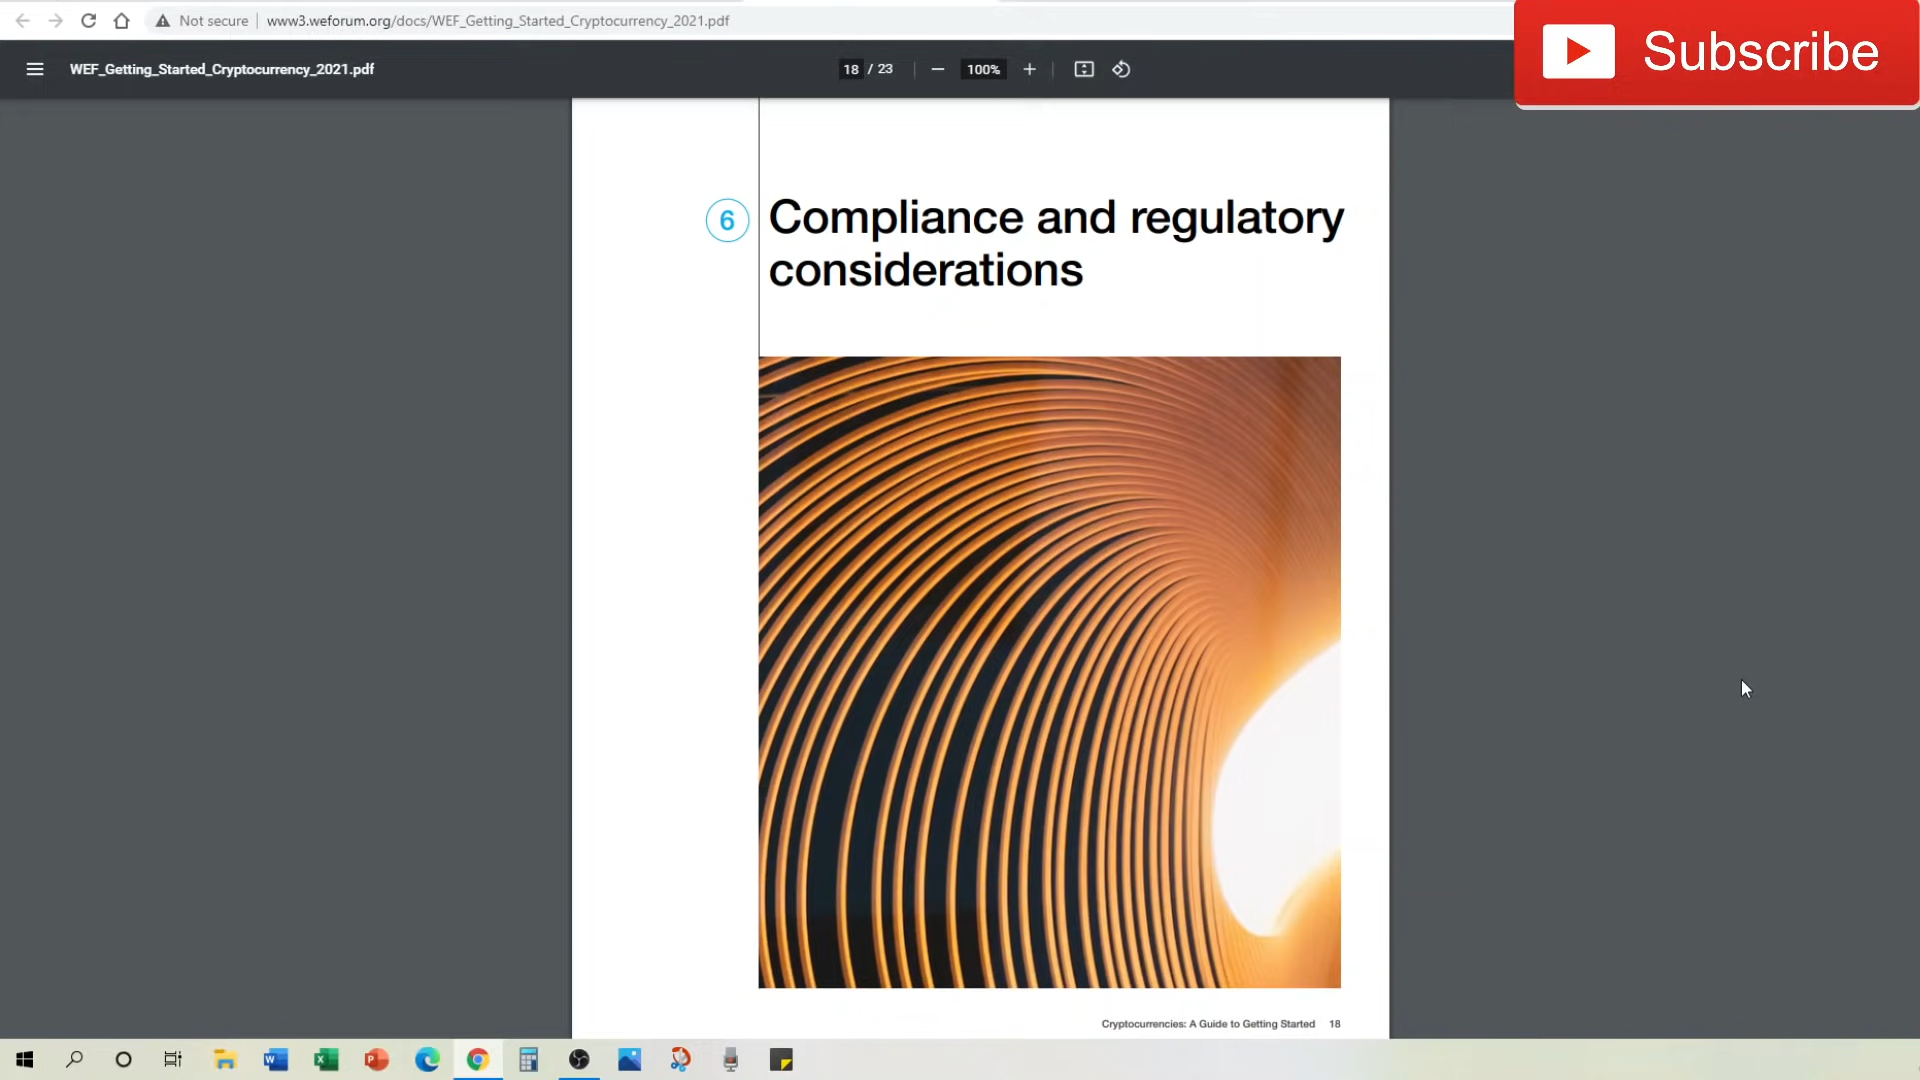 Not secure
www3.weforum.org/docs/WEF_Getting_Started_Cryptocurrency_2021.pdf
Subscribe
WEF_Getting_Started_Cryptocurrency_2021.pdf
18 / 23
100%
6
Compliance and regulatory
considerations
Cryptocurrencies: A Guide to Getting Started 18